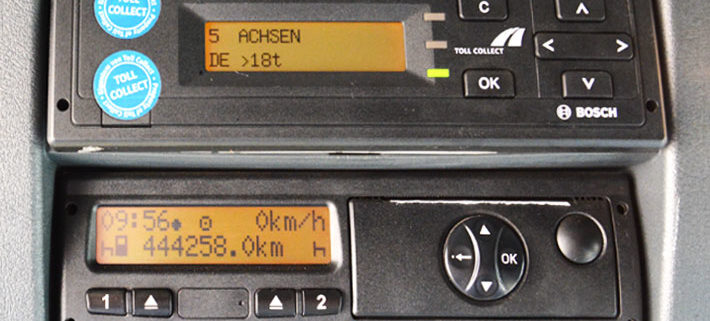 TOLL
COLLECT
C
5 ACHSEN
DE >18t
TOLL COLLECT
OK
TOLL
COLLECT
BOSCH
09:56 0km/h
444258.0km
OK
1
2